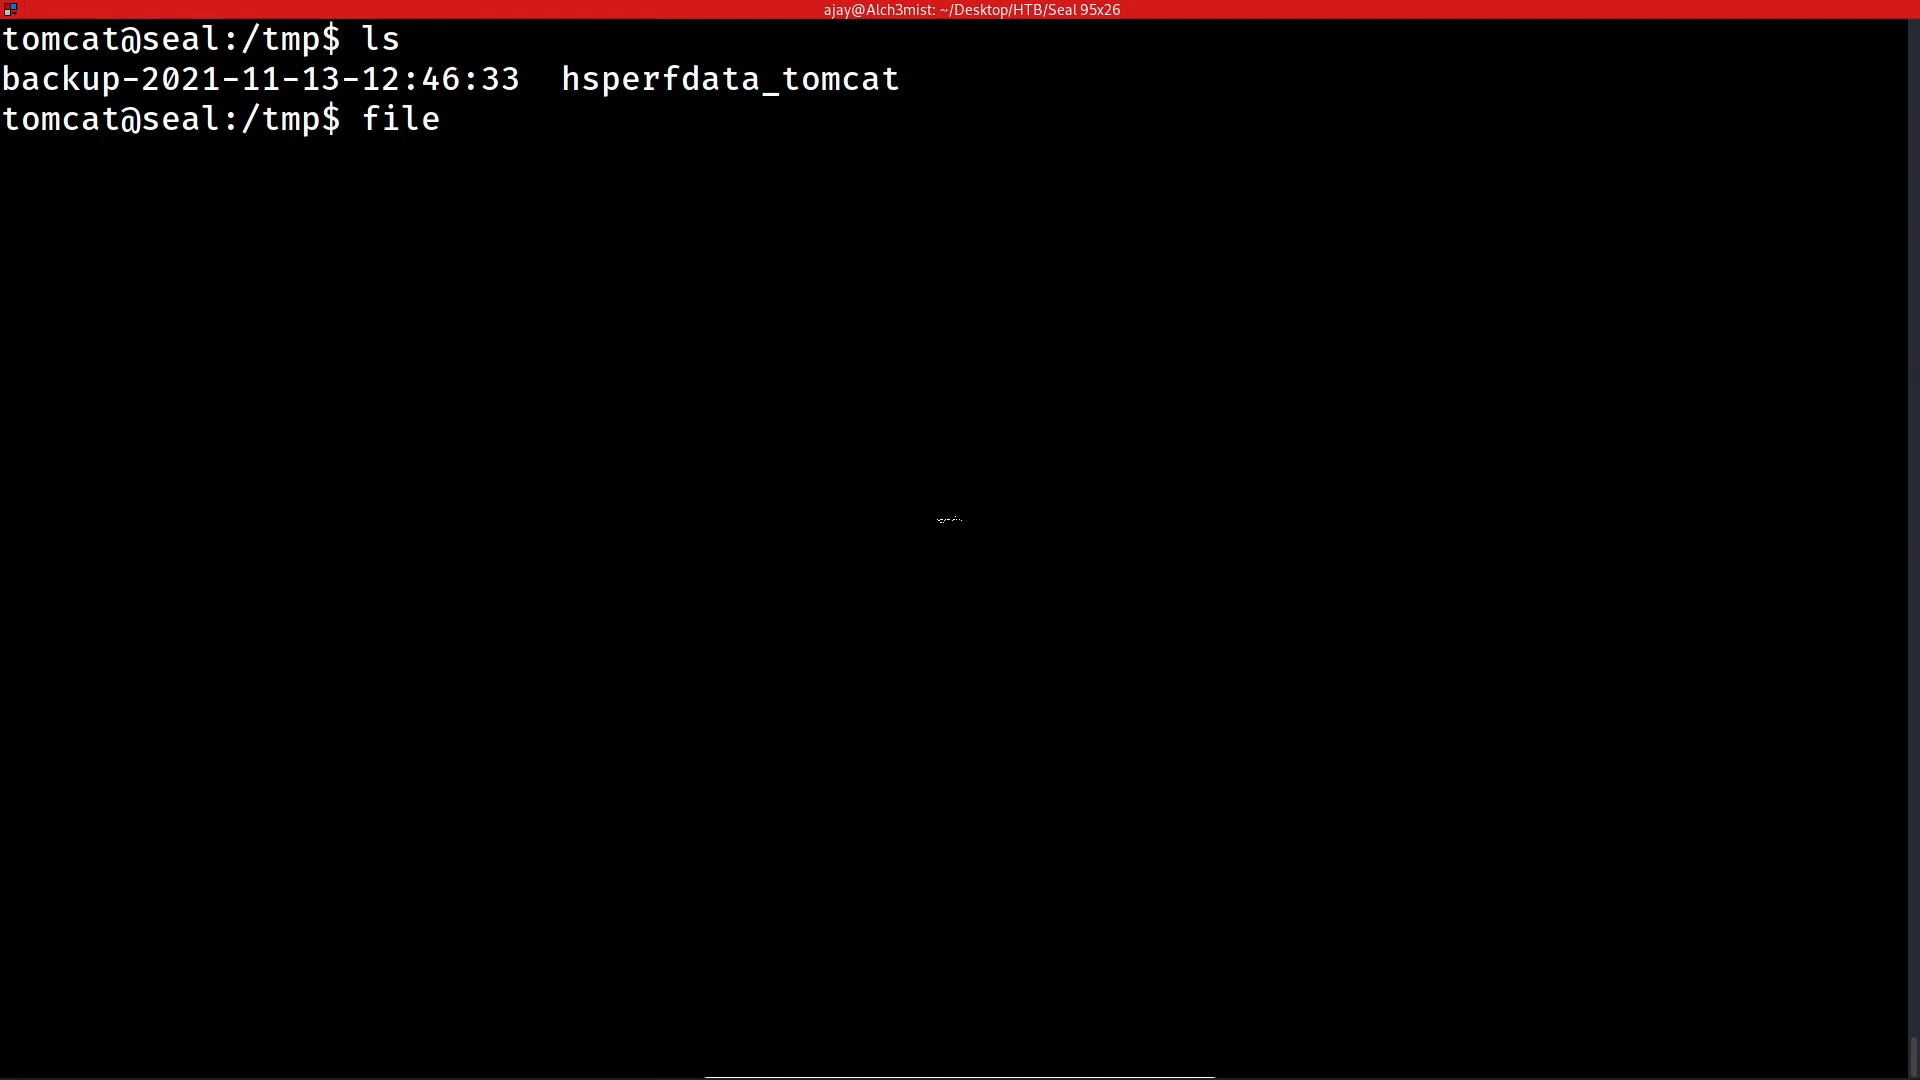 ajay@Alch3mist: ~/Desktop/HTB/Seal 95x26
tomcat@seal:/tmp$ ls
backup-2021-11-13-12:46:33  hsperfdata_tomcat
tomcat@seal:/tmp$ file